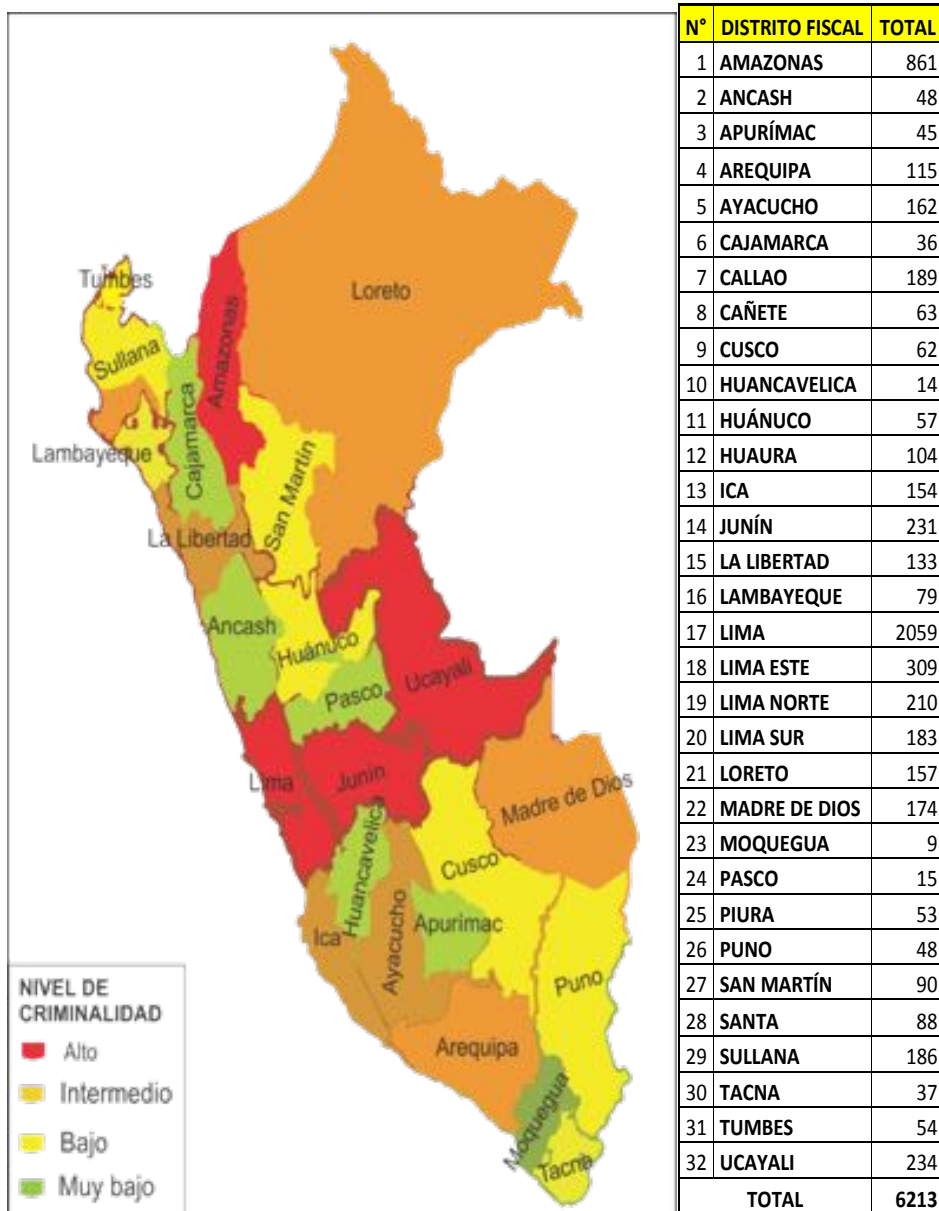 Tumbes
Sullana
Lambayeque
Cajamarca
Amazonas
Loreto
San Martín
La Libertad
Ancash
Huánuco
Pasco
Ucayali
Lima
Junín
Madre de Dios
Cusco
Huancavelica
Ica
Ayacucho
Apurímac
Puno
Arequipa
Moquegua
Tacna
NIVEL DE
CRIMINALIDAD
Alto
Intermedio
Bajo
Muy bajo
N° DISTRITO FISCAL TOTAL
1 AMAZONAS 861
2 ANCASH 48
3 APURÍMAC 45
4 AREQUIPA 115
5 AYACUCHO 162
6 CAJAMARCA 36
7 CALLAO 189
8 CAÑETE 63
9 CUSCO 62
10 HUANCAVELICA 14
11 HUÁNUCO 57
12 HUAURA 104
13 ICA 154
14 JUNÍN 231
15 LA LIBERTAD 133
16 LAMBAYEQUE 79
17 LIMA 2059
18 LIMA ESTE 309
19 LIMA NORTE 210
20 LIMA SUR 183
21 LORETO 157
22 MADRE DE DIOS 174
23 MOQUEGUA 9
24 PASCO 15
25 PIURA 53
26 PUNO 48
27 SAN MARTÍN 90
28 SANTA 88
29 SULLANA 186
30 TACNA 37
31 TUMBES 54
32 UCAYALI 234
TOTAL 6213